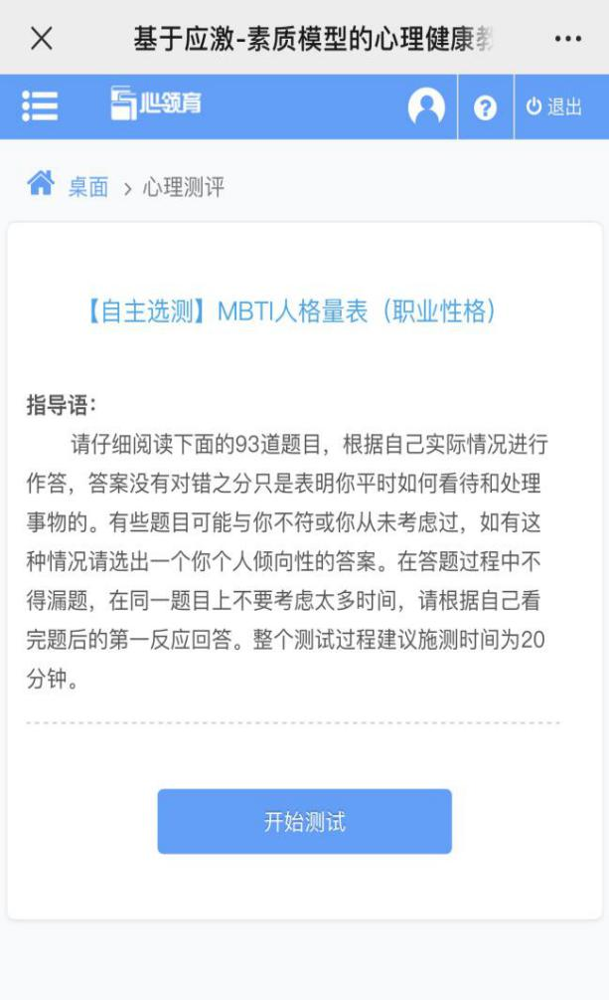 基于应激-素质模型的心理健康教
心领育
退出
桌面 > 心理测评
【自主选测】MBTI人格量表（职业性格）
指导语：
请仔细阅读下面的93道题目，根据自己实际情况进行
作答，答案没有对错之分只是表明你平时如何看待和处理
事物的。有些题目可能与你不符或你从未考虑过，如有这
种情况请选出一个你个人倾向性的答案。在答题过程中不
得漏题，在同一题目上不要考虑太多时间，请根据自己看
完题后的第一反应回答。整个测试过程建议施测时间为20
分钟。
开始测试